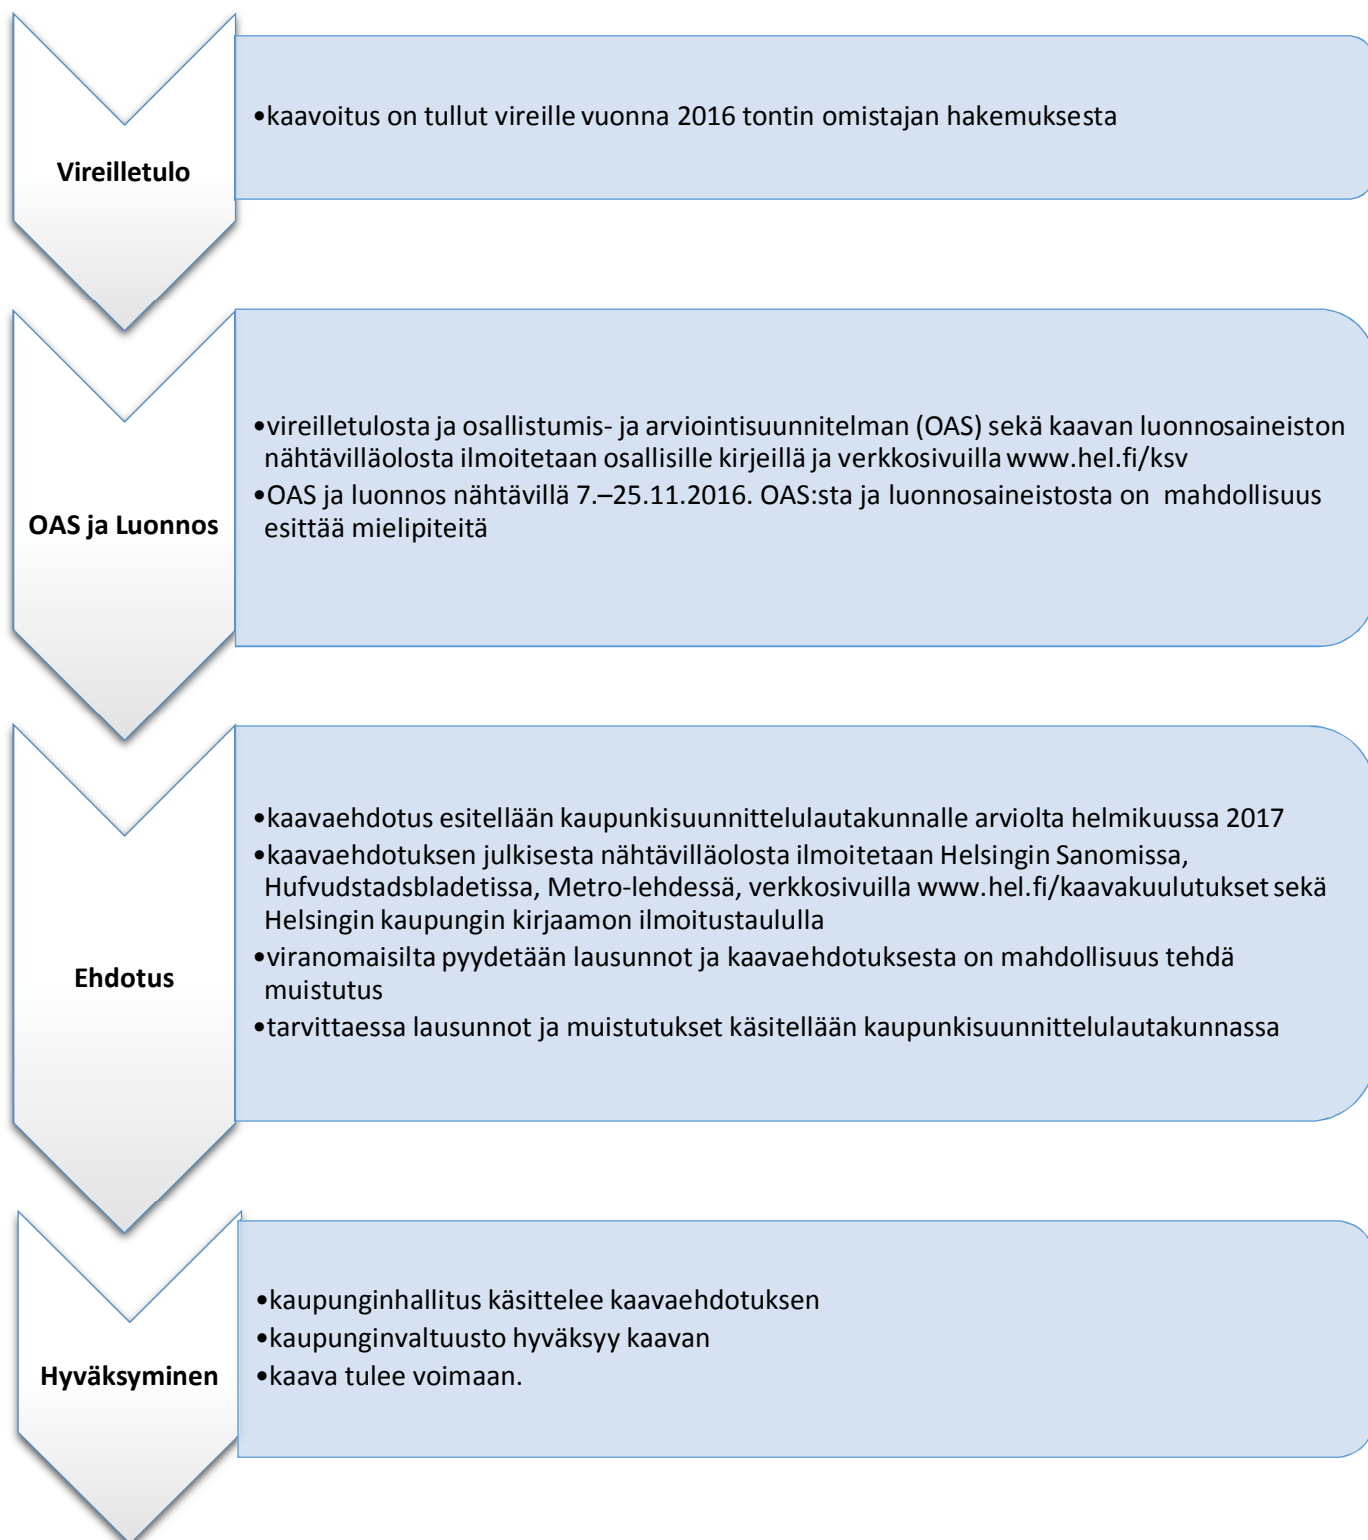 Vireilletulo
•kaavoitus on tullut vireille vuonna 2016 tontin omistajan hakemuksesta
OAS ja Luonnos
•vireilletulosta ja osallistumis- ja arviointisuunnitelman (OAS) sekä kaavan luonnosaineiston
nähtävilläolosta ilmoitetaan osallisille kirjeillä ja verkkosivuilla www.hel.fi/ksv
•OAS ja luonnos nähtävillä 7.–25.11.2016. OAS:sta ja luonnosaineistosta on mahdollisuus
esittää mielipiteitä
Ehdotus
•kaavaehdotus esitellään kaupunkisuunnittelulautakunnalle arviolta helmikuussa 2017
•kaavaehdotuksen julkisesta nähtävilläolosta ilmoitetaan Helsingin Sanomissa,
Hufvudstadsbladetissa, Metro-lehdessä, verkkosivuilla www.hel.fi/kaavakuulutukset sekä
Helsingin kaupungin kirjaamon ilmoitustaululla
•viranomaisilta pyydetään lausunnot ja kaavaehdotuksesta on mahdollisuus tehdä
muistutus
•tarvittaessa lausunnot ja muistutukset käsitellään kaupunkisuunnittelulautakunnassa
Hyväksyminen
•kaupunginhallitus käsittelee kaavaehdotuksen
•kaupunginvaltuusto hyväksyy kaavan
•kaava tulee voimaan.